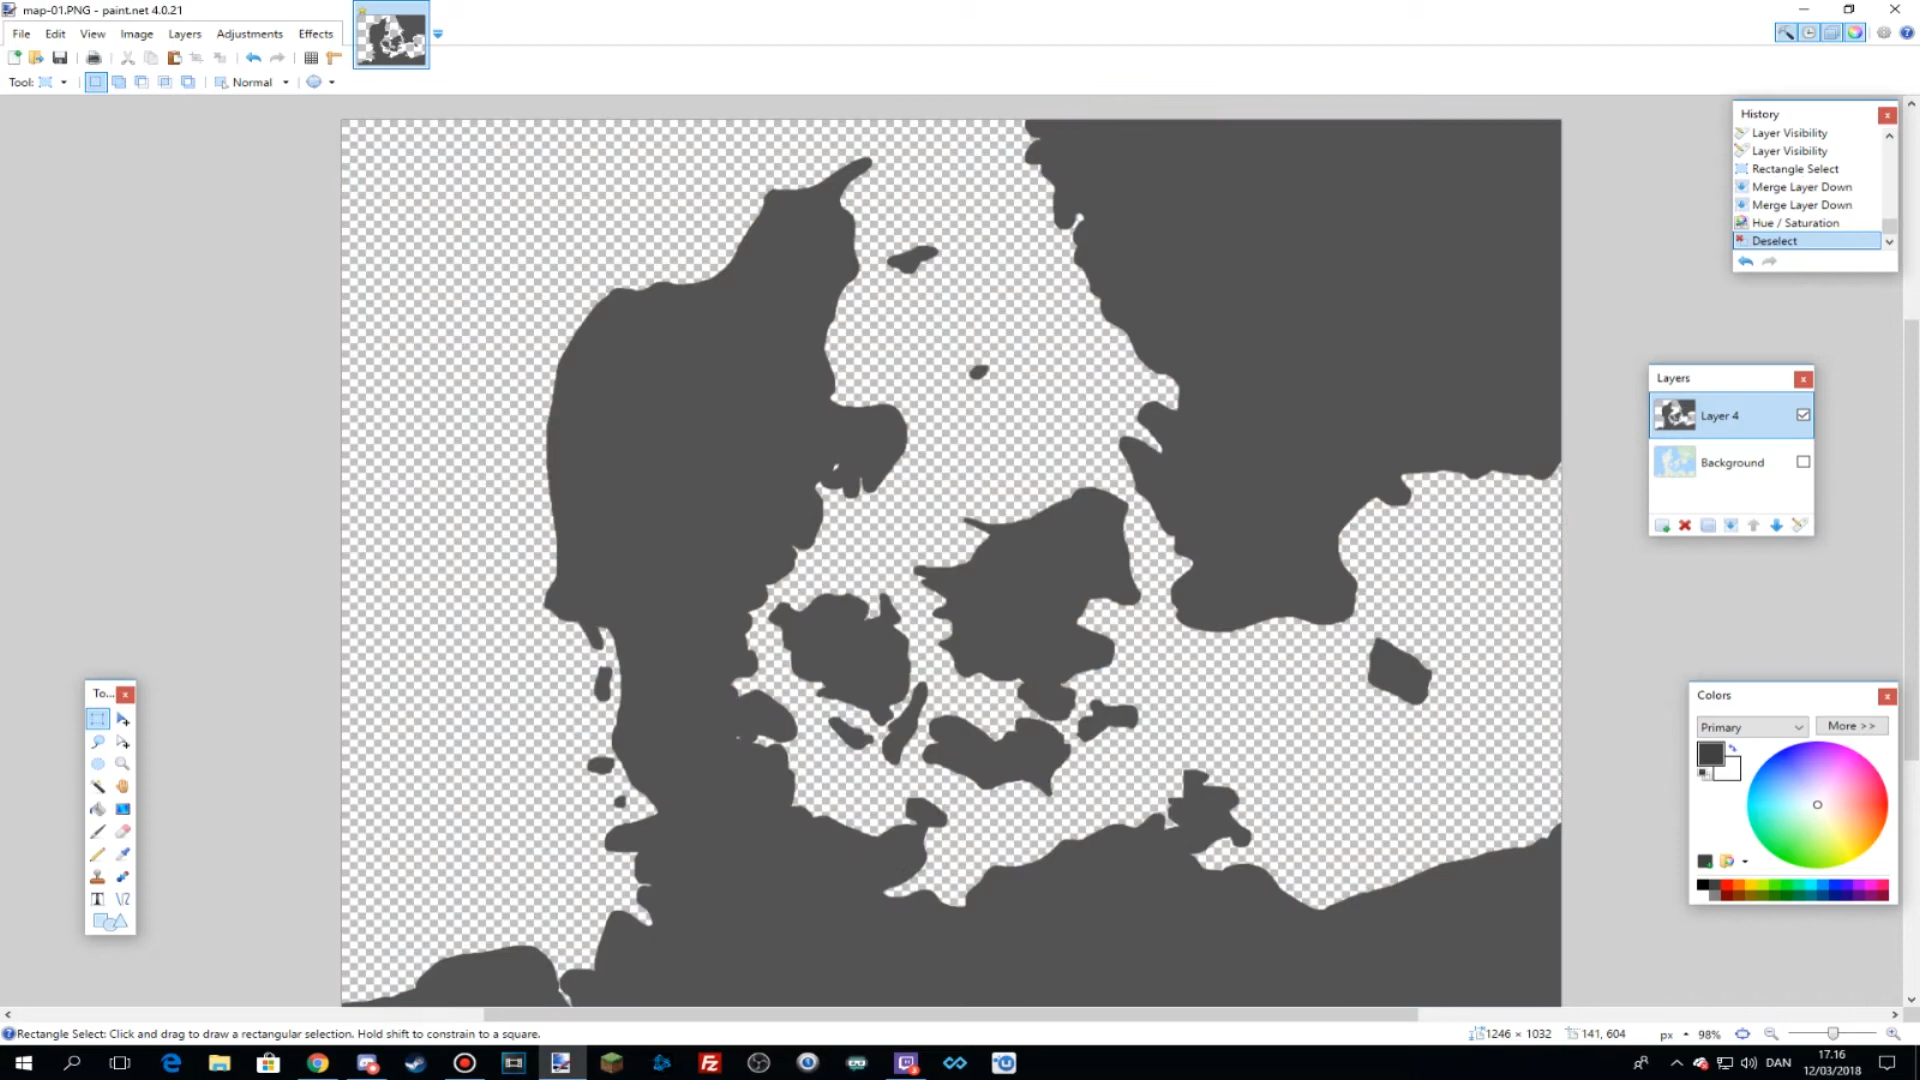 map-01.PNG - paint.net 4.0.21
File Edit View Image Layers Adjustments Effects
Tool: Normal
History
Layer Visibility
Layer Visibility
Rectangle Select
Merge Layer Down
Merge Layer Down
Hue / Saturation
Deselect
Layers
Layer 4
Background
To...
Colors
Primary More >>
Rectangle Select: Click and drag to draw a rectangular selection. Hold shift to constrain to a square.
1246 × 1032 141, 604 px 98%
DAN
17.16
12/03/2018